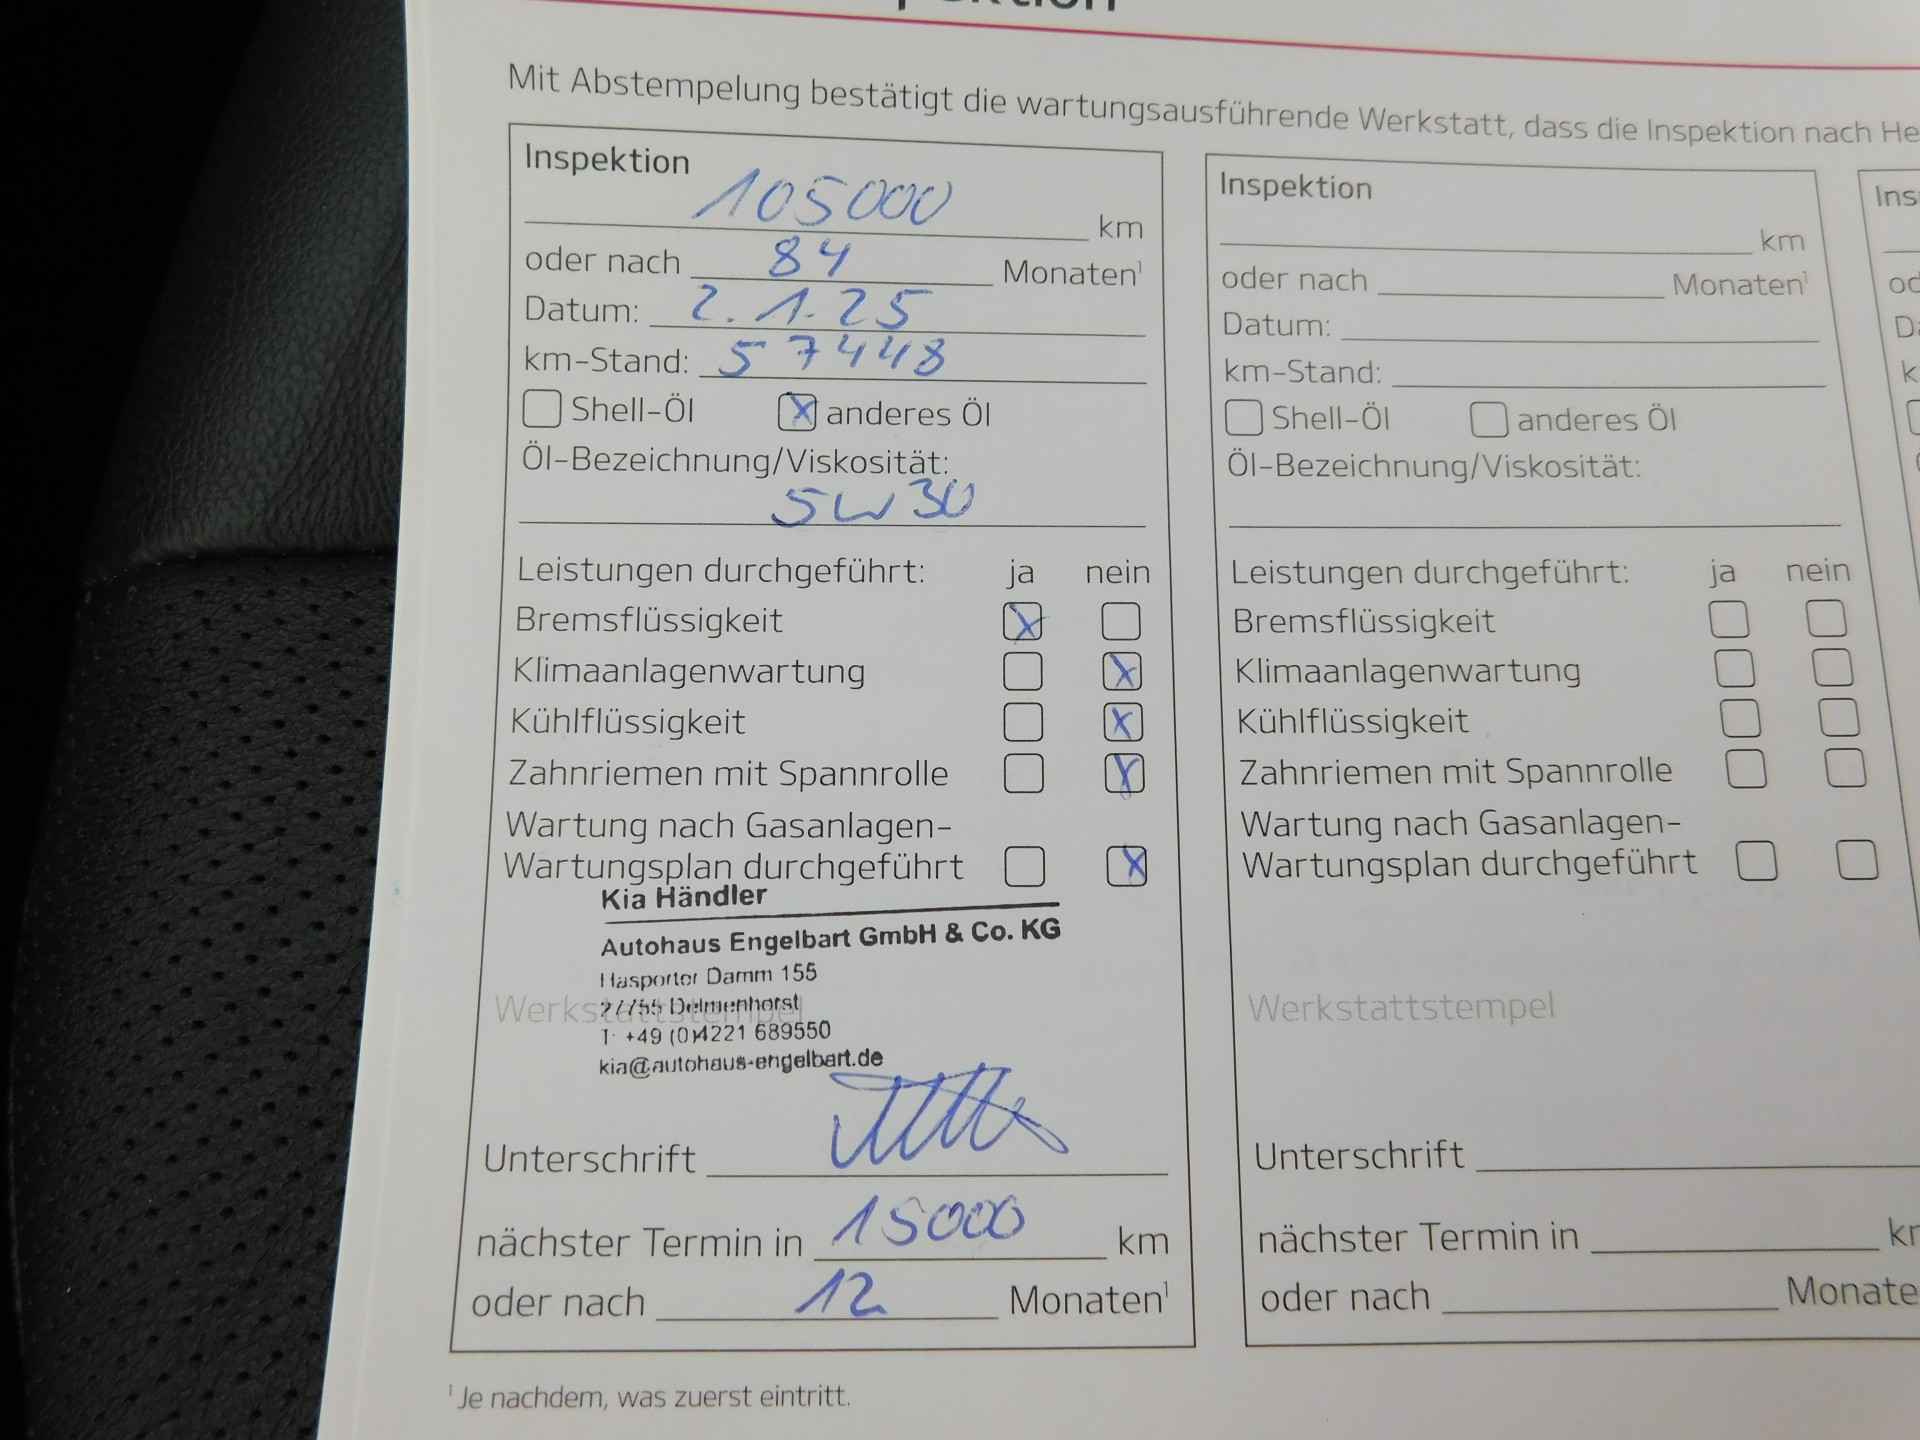 Mit Abstempelung bestätigt die wartungsausführende Werkstatt, dass die Inspektion nach He
Inspektion
105000 km
oder nach 84 Monaten¹
Datum: 2.1.25
km-Stand: 57448
Shell-Öl X anderes Öl
Öl-Bezeichnung/Viskosität:
5W30
Leistungen durchgeführt: ja nein
Bremsflüssigkeit X
Klimaanlagenwartung X
Kühlflüssigkeit X
Zahnriemen mit Spannrolle X
Wartung nach Gasanlagen-
Wartungsplan durchgeführt X
Kia Händler
Autohaus Engelbart GmbH & Co. KG
Hasporter Damm 155
27755 Delmenhorst
Werkstattstempel
T: +49 (0)4221 689550
kia@autohaus-engelbart.de
Unterschrift
nächster Termin in 15000 km
oder nach 12 Monaten¹
Inspektion
km
oder nach Monaten¹
Datum:
km-Stand:
Shell-Öl anderes Öl
Öl-Bezeichnung/Viskosität:
Leistungen durchgeführt: ja nein
Bremsflüssigkeit
Klimaanlagenwartung
Kühlflüssigkeit
Zahnriemen mit Spannrolle
Wartung nach Gasanlagen-
Wartungsplan durchgeführt
Werkstattstempel
Unterschrift
nächster Termin in
oder nach Monate
¹ Je nachdem, was zuerst eintritt.